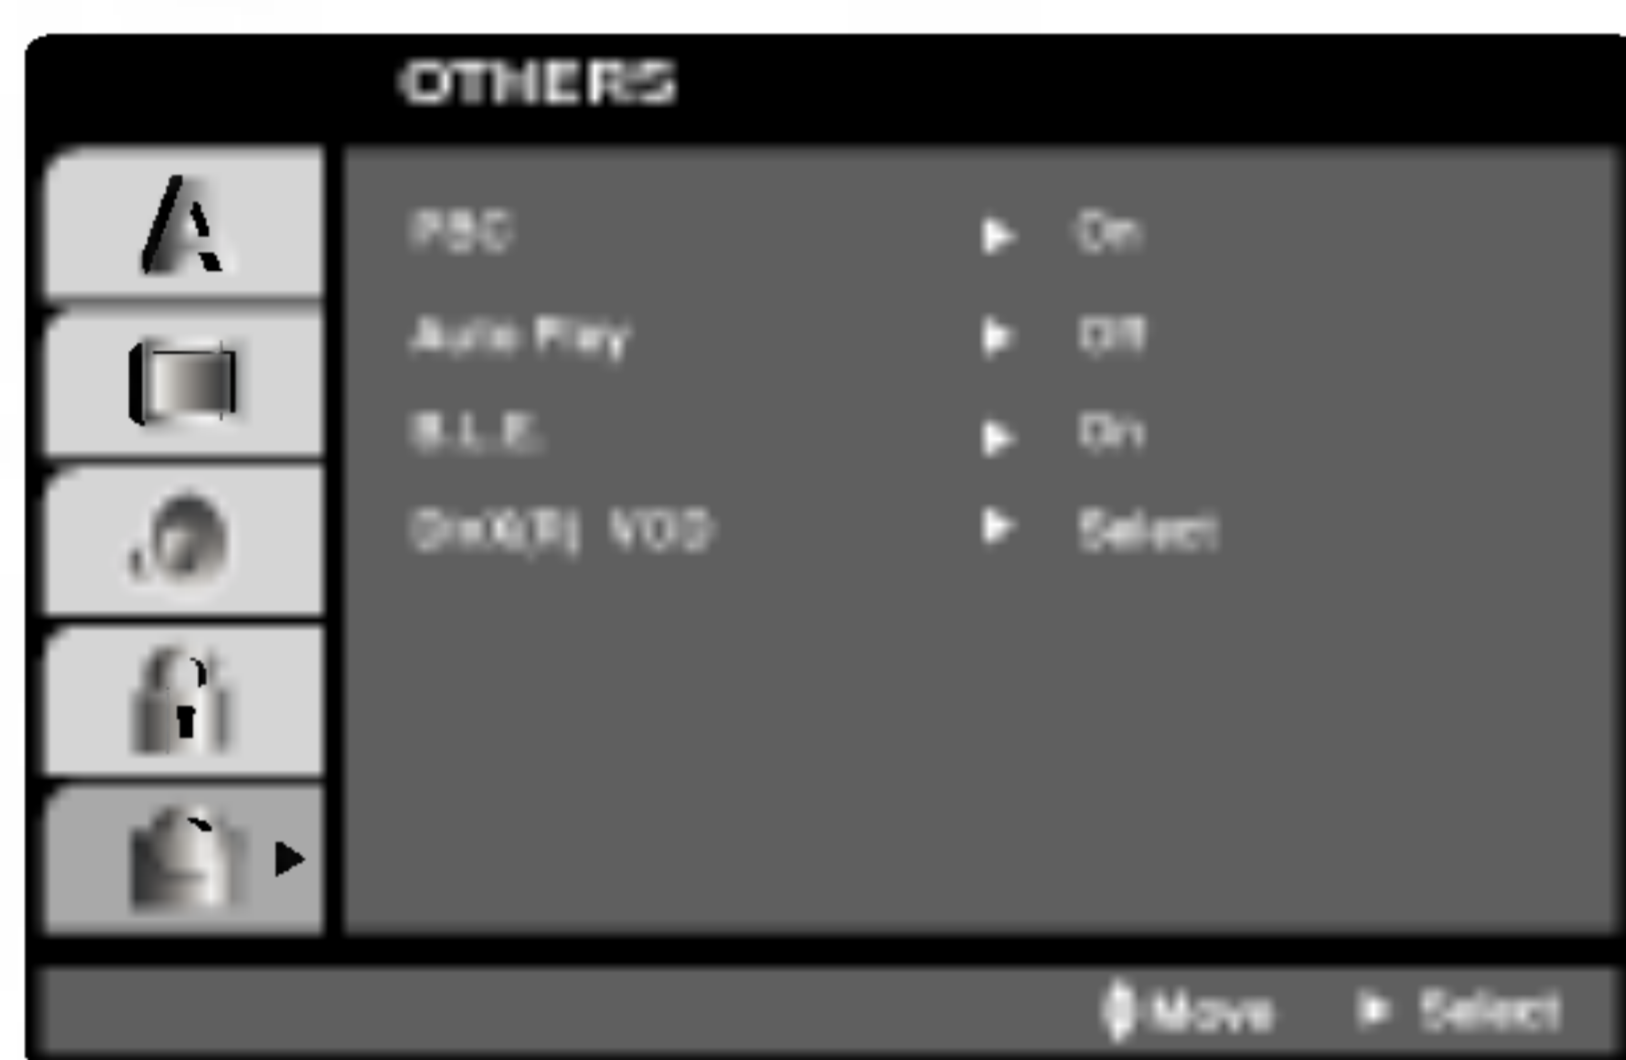 OTHERS
PBC ► On
Auto Play ► Off
B.L.E. ► On
DivX(R) VOD ► Select
Move ► Select